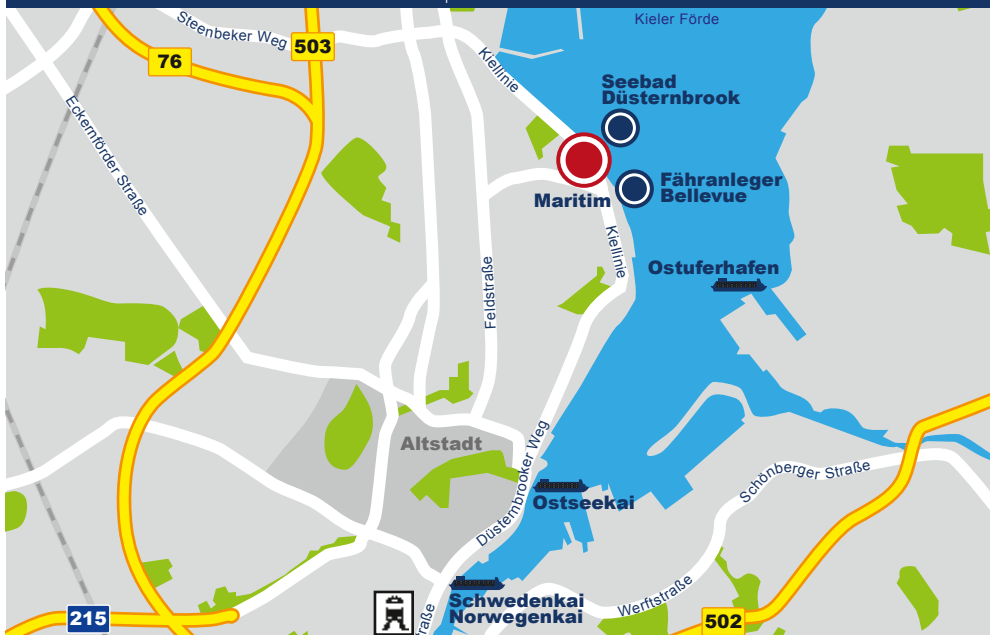 Kieler Förde
Steenbeker Weg
503
76
Kiellinie
Seebad
Düsternbrook
Eckernförder Straße
Fähranleger
Bellevue
Maritim
Kiellinie
Ostuferhafen
Feldstraße
Altstadt
Düsternbrooker Weg
Schönberger Straße
Ostseekai
Schwedenkai
Norwegenkai
Werftstraße
215
502
raße